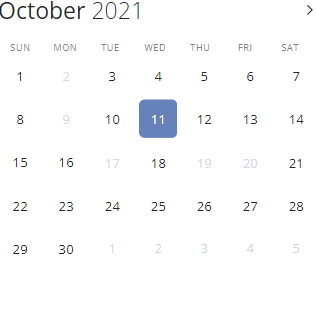 October 2021
SUN MON TUE WED THU FRI SAT
1 2 3 4 5 6 7
8 9 10 11 12 13 14
15 16 17 18 19 20 21
22 23 24 25 26 27 28
29 30 1 2 3 4 5